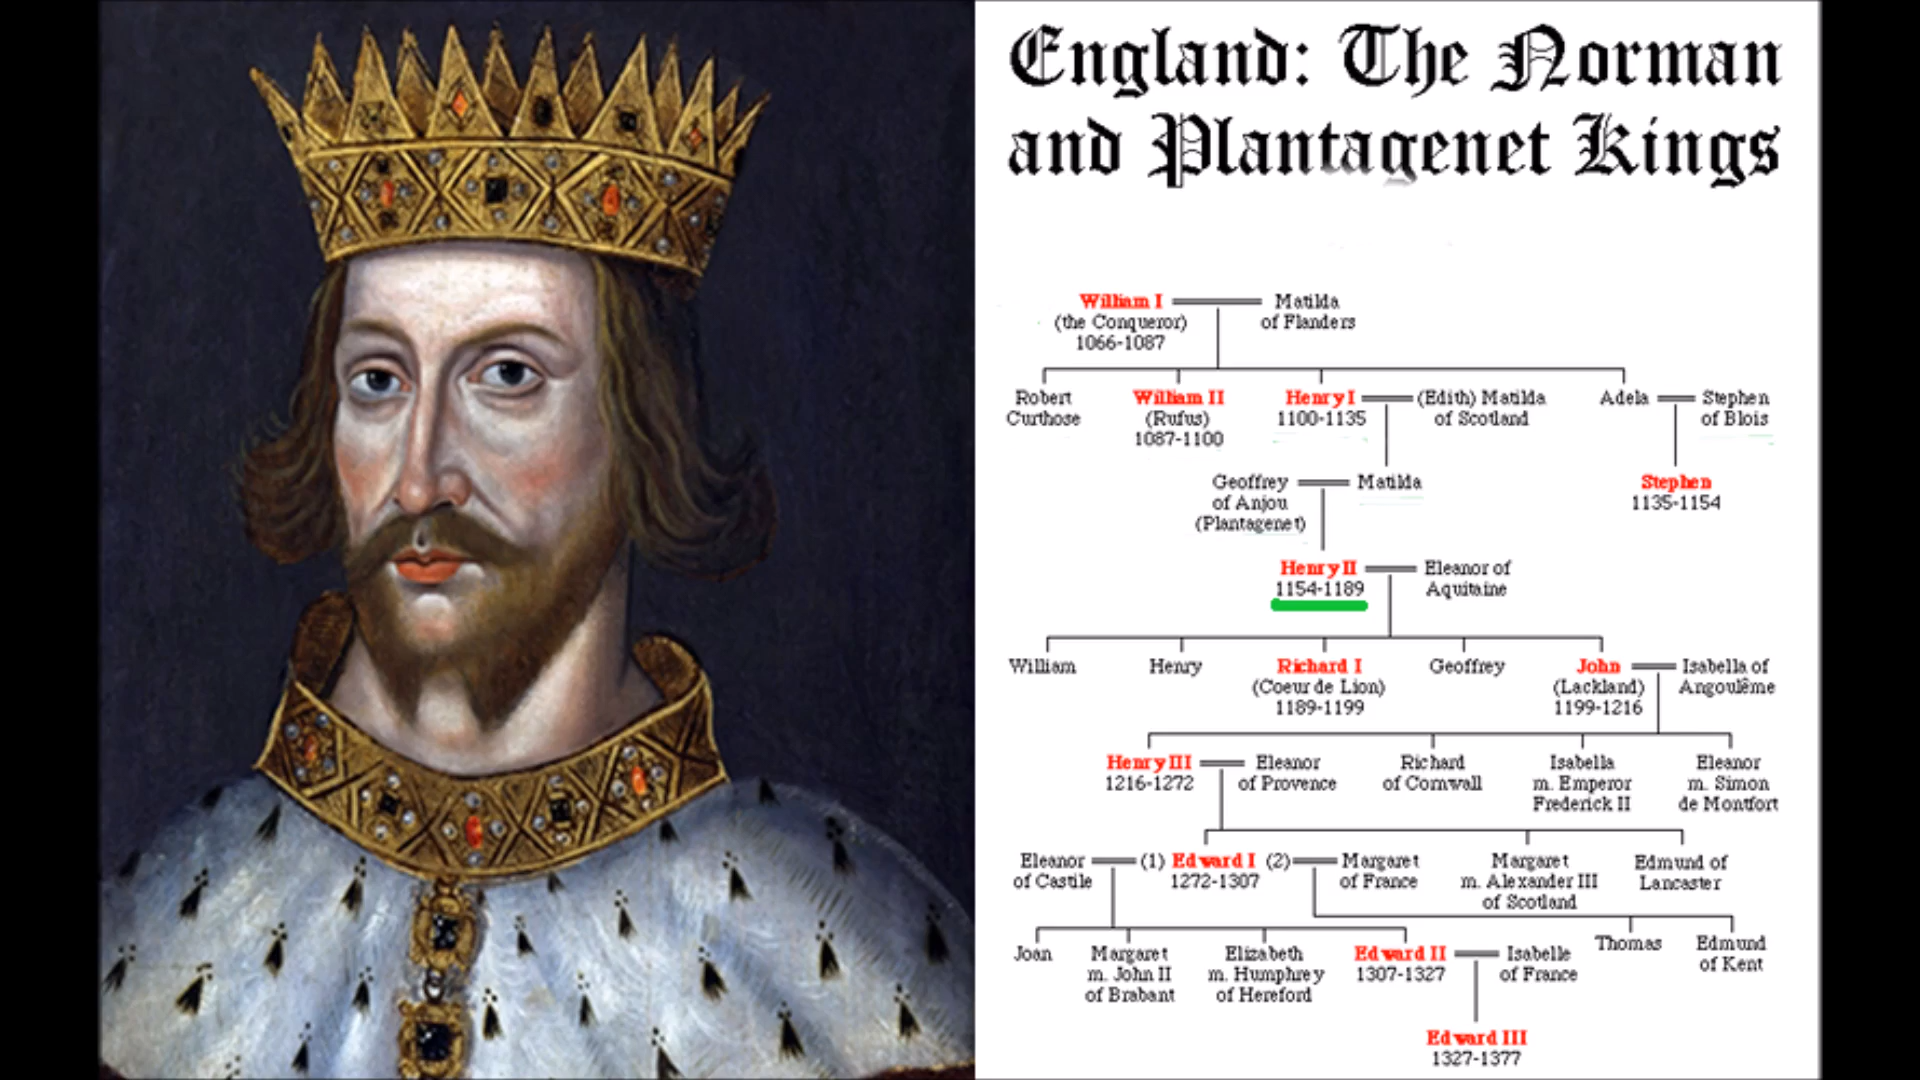 England: The Norman
and Plantagenet Kings
William I
(the Conqueror)
1066-1087
Matilda
of Flanders
Robert
Curthose
William II
(Rufus)
1087-1100
Henry I
1100-1135
(Edith) Matilda
of Scotland
Adela
Stephen
of Blois
Geoffrey
of Anjou
(Plantagenet)
Matilda
Stephen
1135-1154
Henry II
1154-1189
Eleanor of
Aquitaine
William
Henry
Richard I
(Coeur de Lion)
1189-1199
Geoffrey
John
(Lackland)
1199-1216
Isabella of
Angoulême
Henry III
1216-1272
Eleanor
of Provence
Richard
of Cornwall
Isabella
m. Emperor
Frederick II
Eleanor
m. Simon
de Montfort
Eleanor
of Castile
(1) Edward I (2)
1272-1307
Margaret
of France
Margaret
m. Alexander III
of Scotland
Edmund of
Lancaster
Joan
Margaret
m. John II
of Brabant
Elizabeth
m. Humphrey
of Hereford
Edward II
1307-1327
Isabelle
of France
Thomas
Edmund
of Kent
Edward III
1327-1377